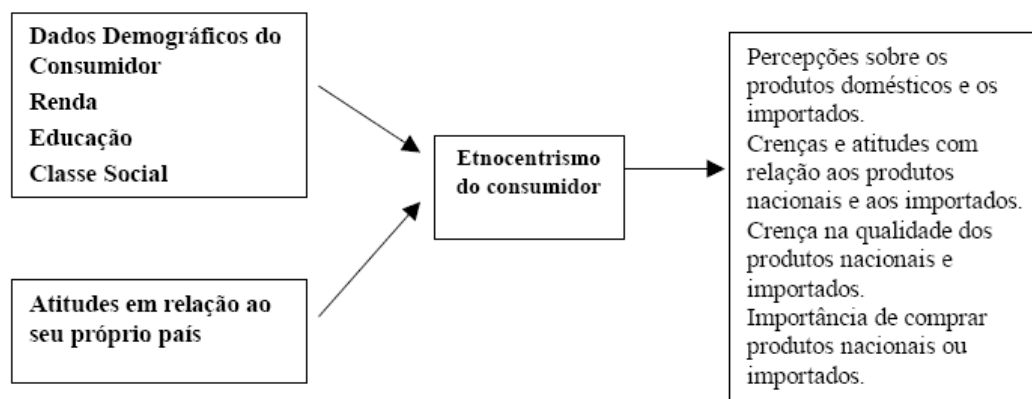 Dados Demográficos do
Consumidor
Renda
Educação
Classe Social
Atitudes em relação ao
seu próprio país
Etnocentrismo
do consumidor
Percepções sobre os
produtos domésticos e os
importados.
Crenças e atitudes com
relação aos produtos
nacionais e aos importados.
Crença na qualidade dos
produtos nacionais e
importados.
Importância de comprar
produtos nacionais ou
importados.